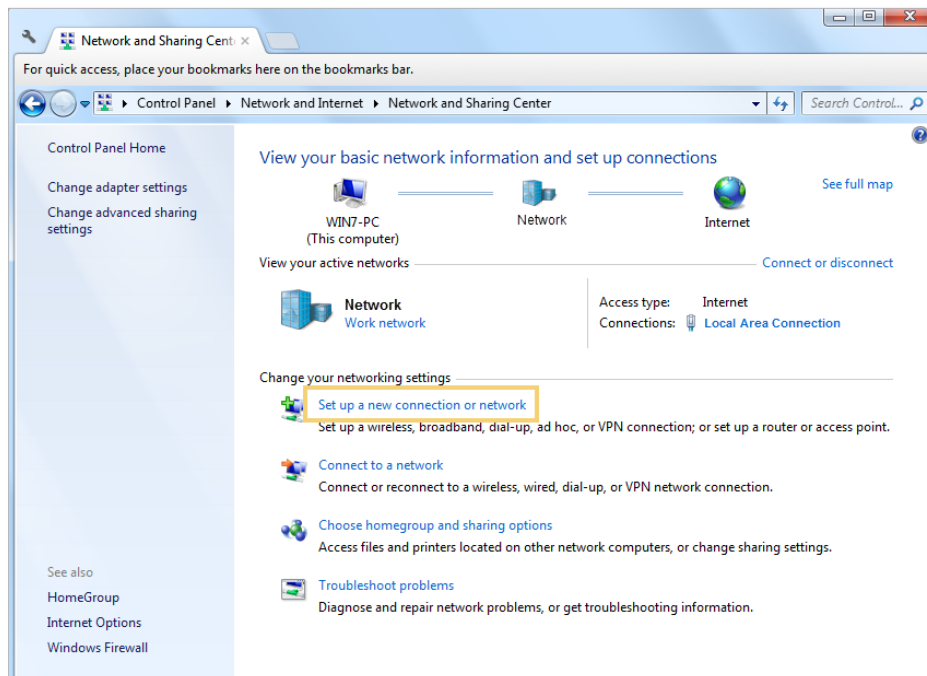 Network and Sharing Cent
For quick access, place your bookmarks here on the bookmarks bar.
Control Panel Network and Internet Network and Sharing Center
Search Control...
Control Panel Home
Change adapter settings
Change advanced sharing
settings
See also
HomeGroup
Internet Options
Windows Firewall
View your basic network information and set up connections
See full map
WIN7-PC
(This computer)
Network
Internet
View your active networks
Connect or disconnect
Network
Work network
Access type: Internet
Connections: Local Area Connection
Change your networking settings
Set up a new connection or network
Set up a wireless, broadband, dial-up, ad hoc, or VPN connection; or set up a router or access point.
Connect to a network
Connect or reconnect to a wireless, wired, dial-up, or VPN network connection.
Choose homegroup and sharing options
Access files and printers located on other network computers, or change sharing settings.
Troubleshoot problems
Diagnose and repair network problems, or get troubleshooting information.